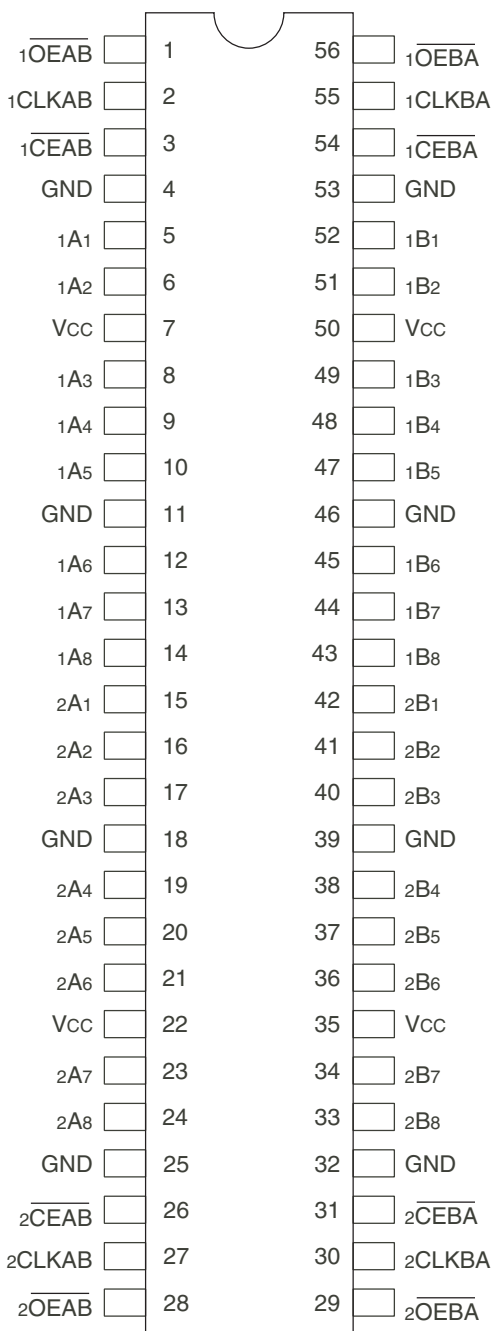 1OEAB 1 56 1OEBA
1CLKAB 2 55 1CLKBA
1CEAB 3 54 1CEBA
GND 4 53 GND
1A1 5 52 1B1
1A2 6 51 1B2
VCC 7 50 VCC
1A3 8 49 1B3
1A4 9 48 1B4
1A5 10 47 1B5
GND 11 46 GND
1A6 12 45 1B6
1A7 13 44 1B7
1A8 14 43 1B8
2A1 15 42 2B1
2A2 16 41 2B2
2A3 17 40 2B3
GND 18 39 GND
2A4 19 38 2B4
2A5 20 37 2B5
2A6 21 36 2B6
VCC 22 35 VCC
2A7 23 34 2B7
2A8 24 33 2B8
GND 25 32 GND
2CEAB 26 31 2CEBA
2CLKAB 27 30 2CLKBA
2OEAB 28 29 2OEBA